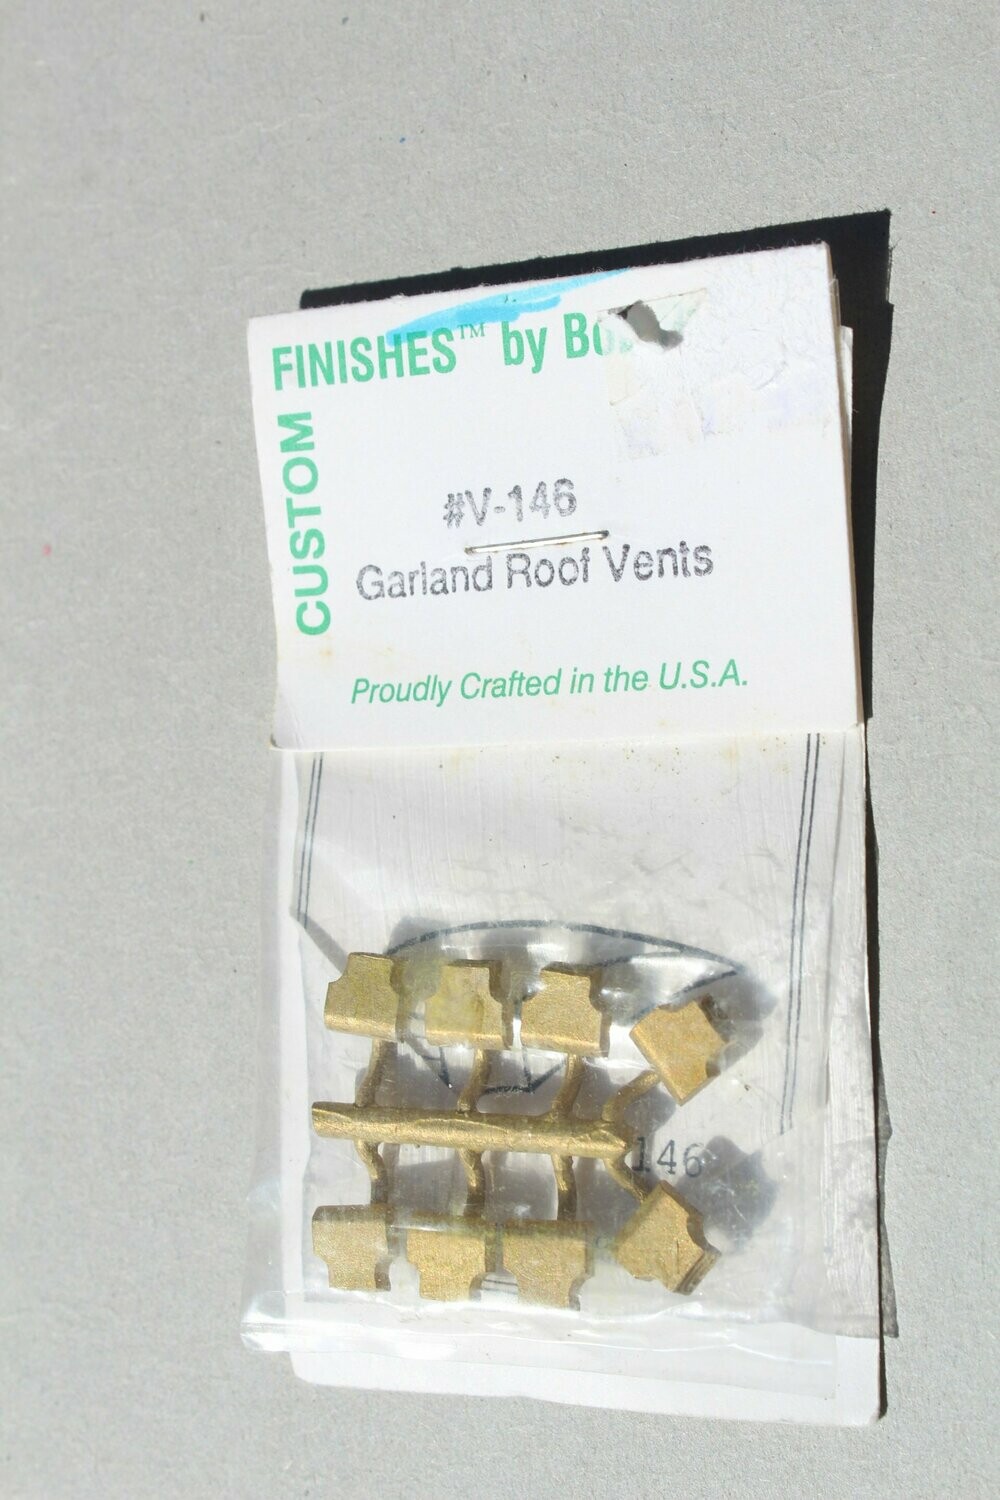 FINISHES™ by
CUSTOM
#V-146
Garland Roof Vents
Proudly Crafted in the U.S.A.
146